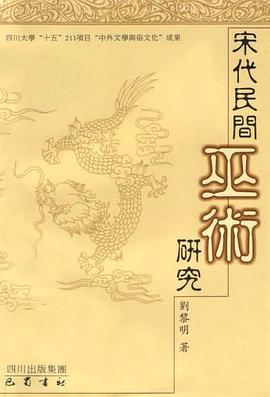 四川大學“十五”211項目“中外文學與俗文化”成果
宋代民間
巫術
研究
劉黎明 著
四川出版集團
巴蜀書社